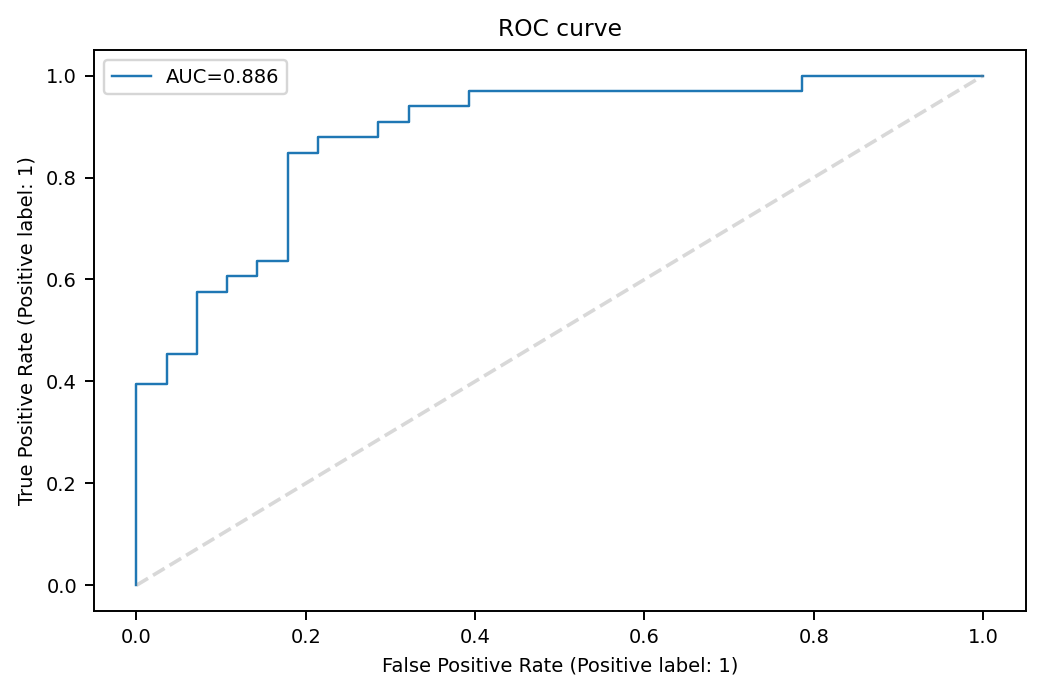 ROC curve
AUC=0.886
True Positive Rate (Positive label: 1)
1.0
0.8
0.6
0.4
0.2
0.0
0.0 0.2 0.4 0.6 0.8 1.0
False Positive Rate (Positive label: 1)